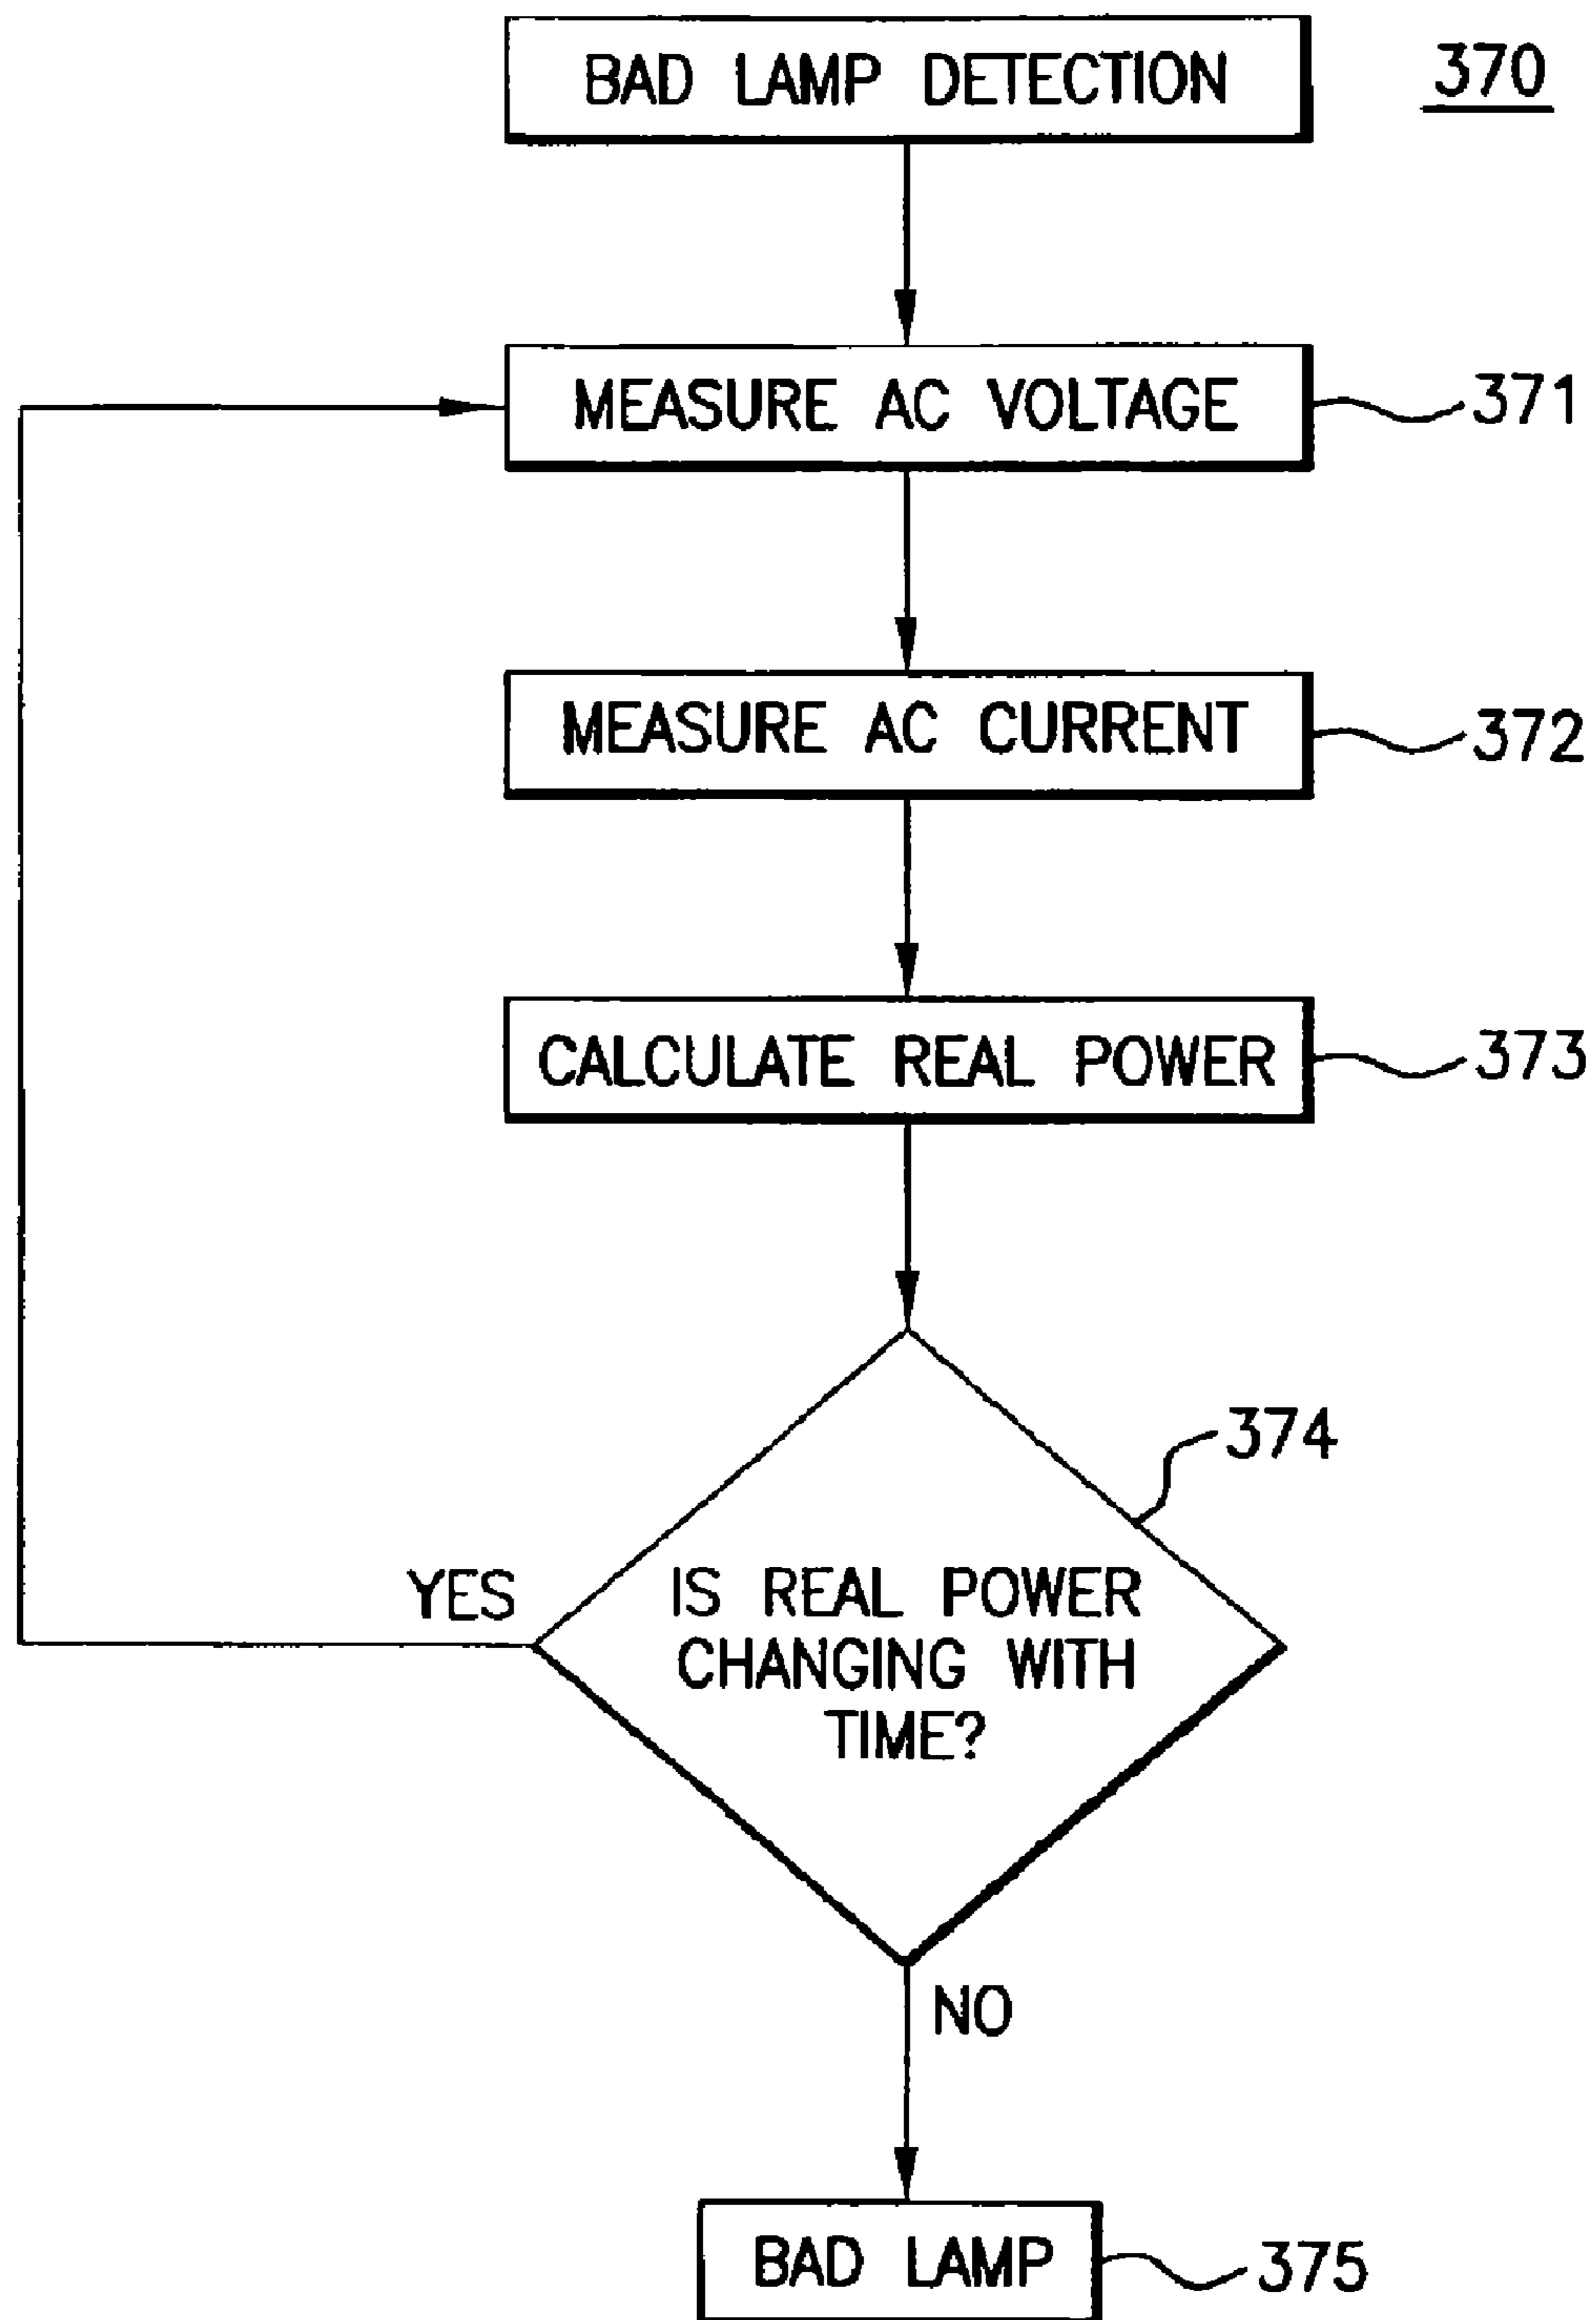 BAD LAMP DETECTION
370
MEASURE AC VOLTAGE
371
MEASURE AC CURRENT
372
CALCULATE REAL POWER
373
374
YES
IS REAL POWER
CHANGING WITH
TIME?
NO
BAD LAMP
375